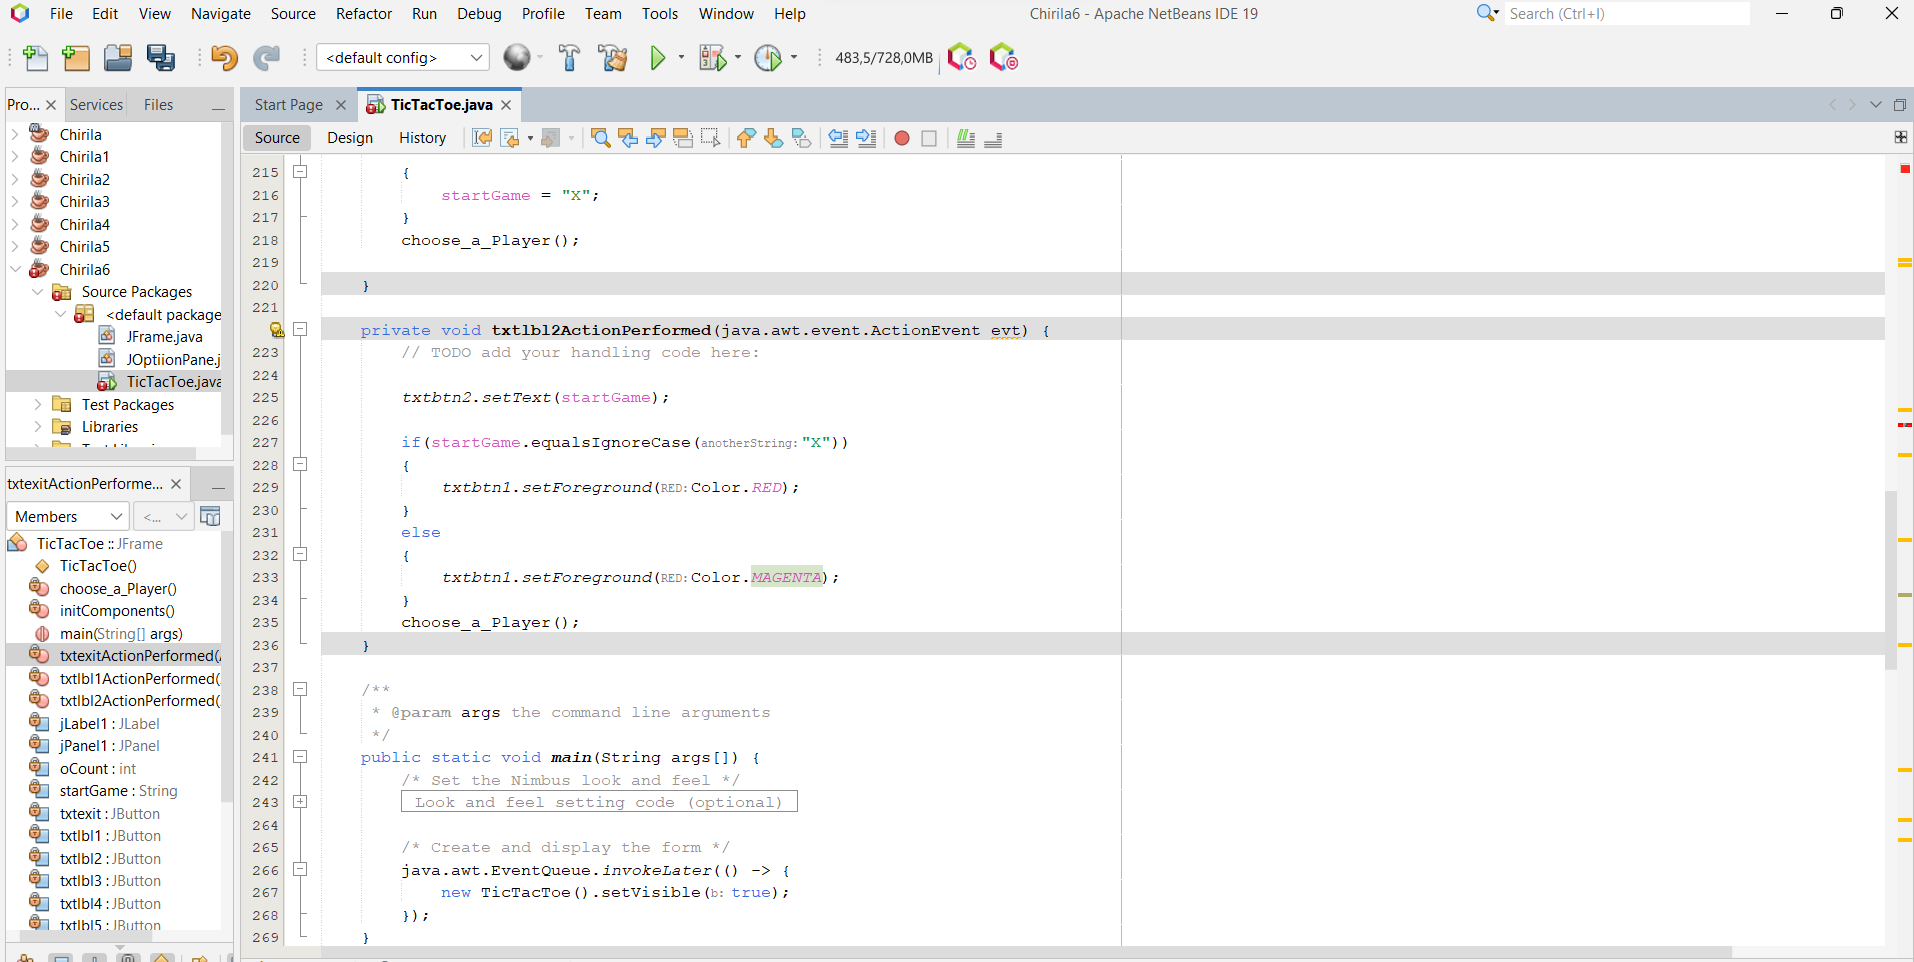 File Edit View Navigate Source Refactor Run Debug Profile Team Tools Window Help
Chirila6 - Apache NetBeans IDE 19
Search (Ctrl+I)
<default config>
483,5/728,0MB
Pro... Services Files
Start Page TicTacToe.java
Source Design History
Chirila
Chirila1
Chirila2
Chirila3
Chirila4
Chirila5
Chirila6
Source Packages
<default package
JFrame.java
JOptiionPane.j
TicTacToe.java
Test Packages
Libraries
txtexitActionPerforme...
Members <...
TicTacToe :: JFrame
TicTacToe()
choose_a_Player()
initComponents()
main(String[] args)
txtexitActionPerformed(
txtlbl1ActionPerformed(
txtlbl2ActionPerformed(
jLabel1 : JLabel
jPanel1 : JPanel
oCount : int
startGame : String
txtexit : JButton
txtlbl1 : JButton
txtlbl2 : JButton
txtlbl3 : JButton
txtlbl4 : JButton
txtlbl5 : JButton
215 {
216 startGame = "X";
217 }
218 choose_a_Player();
219
220 }
221
private void txtlbl2ActionPerformed(java.awt.event.ActionEvent evt) {
223 // TODO add your handling code here:
224
225 txtbtn2.setText(startGame);
226
227 if(startGame.equalsIgnoreCase(anotherString: "X"))
228 {
229 txtbtn1.setForeground(RED: Color.RED);
230 }
231 else
232 {
233 txtbtn1.setForeground(RED: Color.MAGENTA);
234 }
235 choose_a_Player();
236 }
237
238 /**
239 * @param args the command line arguments
240 */
241 public static void main(String args[]) {
242 /* Set the Nimbus look and feel */
243 Look and feel setting code (optional)
264
265 /* Create and display the form */
266 java.awt.EventQueue.invokeLater(() -> {
267 new TicTacToe().setVisible(b: true);
268 });
269 }